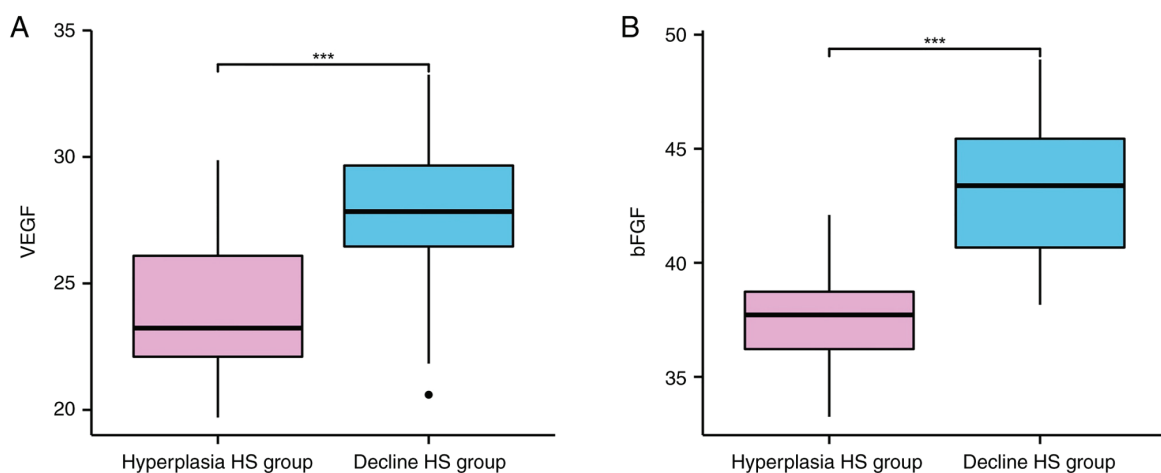 A
35
***
30
VEGF
25
20
Hyperplasia HS group Decline HS group
B
50
***
45
bFGF
40
35
Hyperplasia HS group Decline HS group